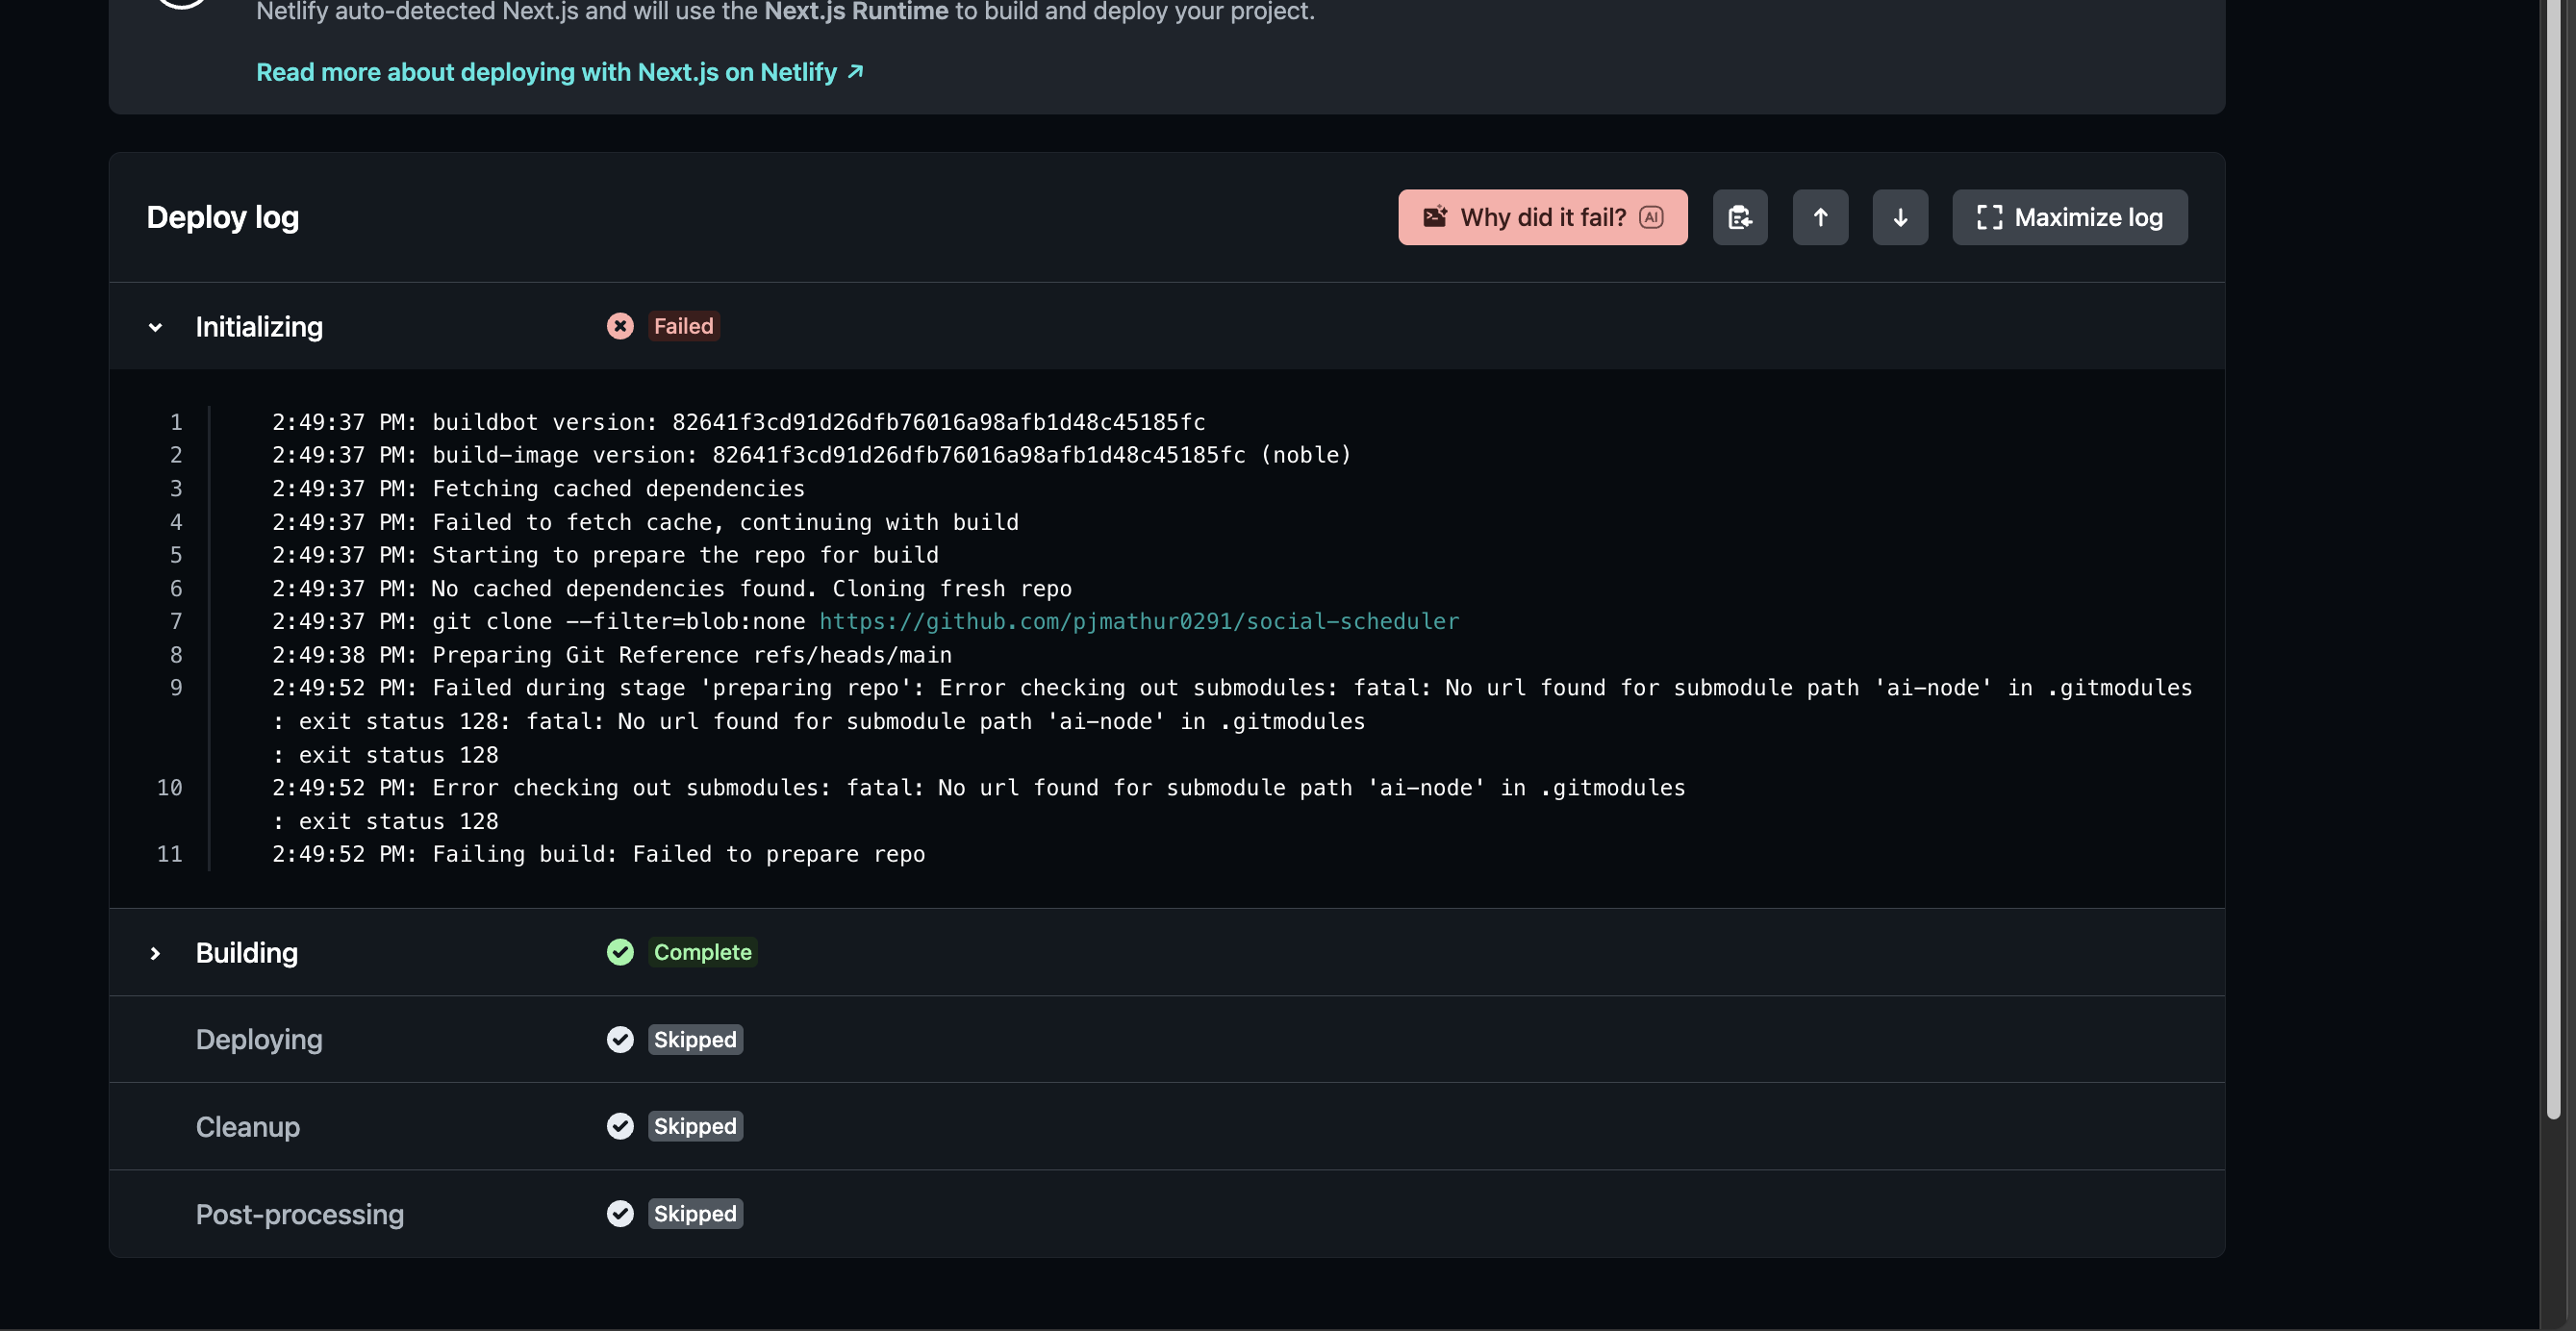 Netlify auto-detected Next.js and will use the Next.js Runtime to build and deploy your project.
Read more about deploying with Next.js on Netlify ↗
Deploy log
Why did it fail? AI
Maximize log
Initializing
Failed
1 2:49:37 PM: buildbot version: 82641f3cd91d26dfb76016a98afb1d48c45185fc
2 2:49:37 PM: build-image version: 82641f3cd91d26dfb76016a98afb1d48c45185fc (noble)
3 2:49:37 PM: Fetching cached dependencies
4 2:49:37 PM: Failed to fetch cache, continuing with build
5 2:49:37 PM: Starting to prepare the repo for build
6 2:49:37 PM: No cached dependencies found. Cloning fresh repo
7 2:49:37 PM: git clone --filter=blob:none https://github.com/pjmathur0291/social-scheduler
8 2:49:38 PM: Preparing Git Reference refs/heads/main
9 2:49:52 PM: Failed during stage 'preparing repo': Error checking out submodules: fatal: No url found for submodule path 'ai-node' in .gitmodules
: exit status 128: fatal: No url found for submodule path 'ai-node' in .gitmodules
: exit status 128
10 2:49:52 PM: Error checking out submodules: fatal: No url found for submodule path 'ai-node' in .gitmodules
: exit status 128
11 2:49:52 PM: Failing build: Failed to prepare repo
Building
Complete
Deploying
Skipped
Cleanup
Skipped
Post-processing
Skipped